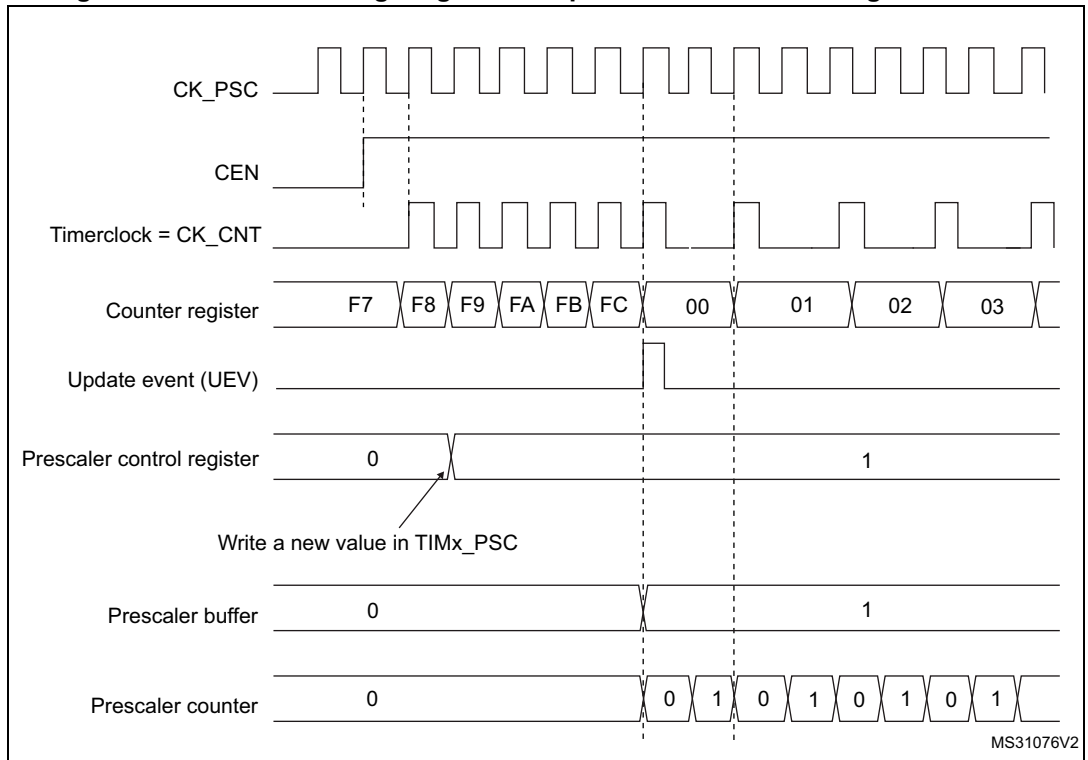 CK_PSC
CEN
Timerclock = CK_CNT
Counter register F7 F8 F9 FA FB FC 00 01 02 03
Update event (UEV)
Prescaler control register 0 1
Write a new value in TIMx_PSC
Prescaler buffer 0 1
Prescaler counter 0 0 1 0 1 0 1 0 1
MS31076V2